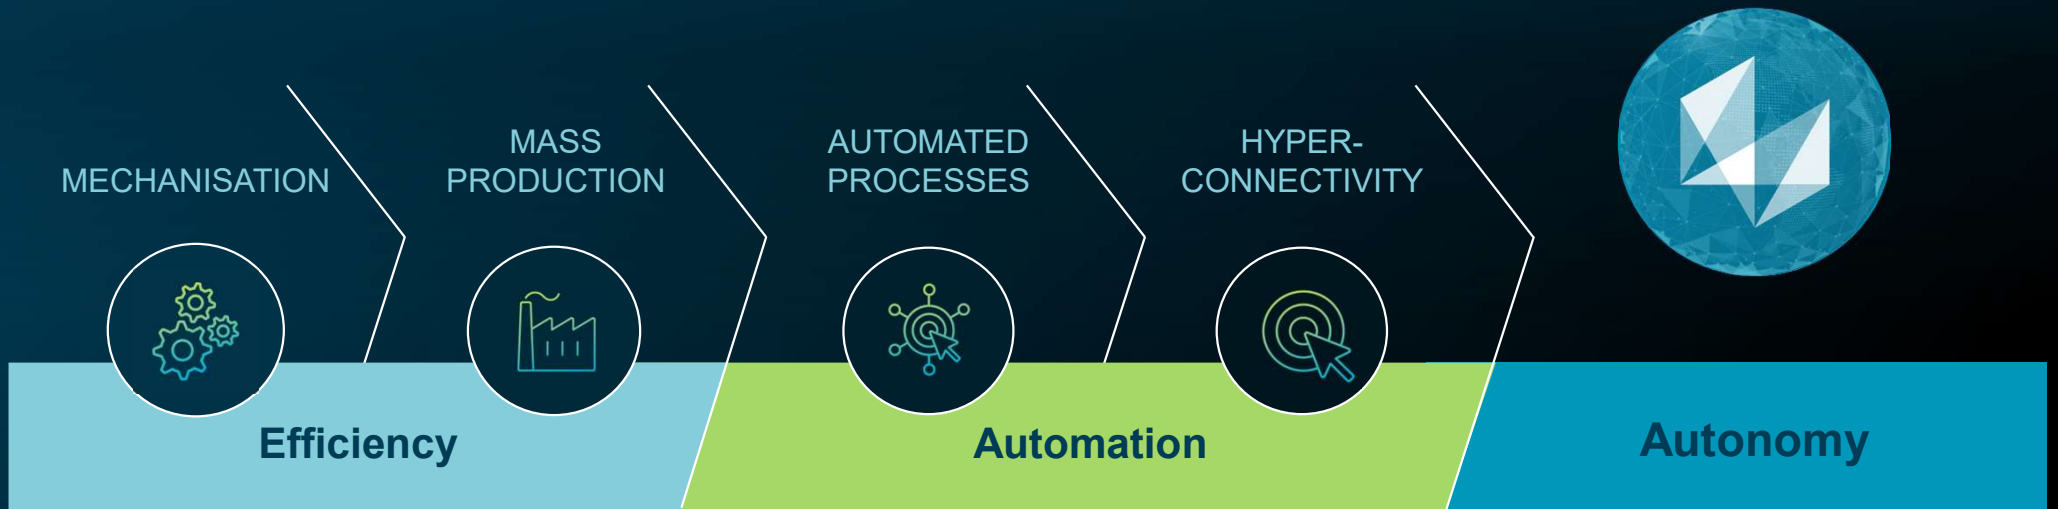 MECHANISATION
MASS
PRODUCTION
AUTOMATED
PROCESSES
HYPER-
CONNECTIVITY
Efficiency
Automation
Autonomy